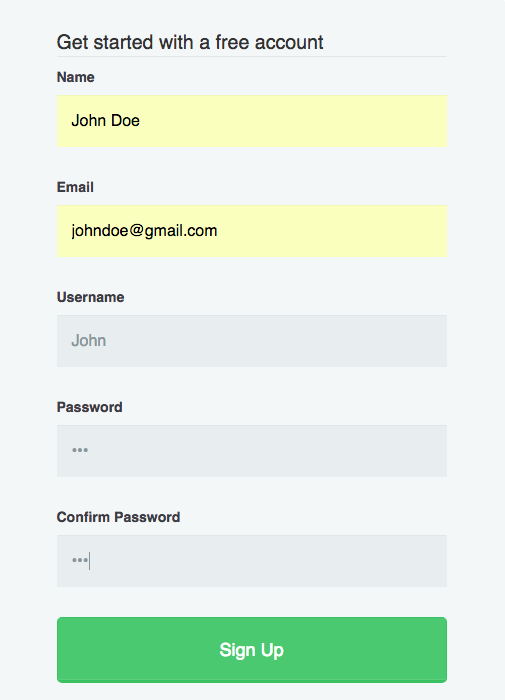 Get started with a free account
Name
John Doe
Email
johndoe@gmail.com
Username
John
Password
•••
Confirm Password
•••
Sign Up